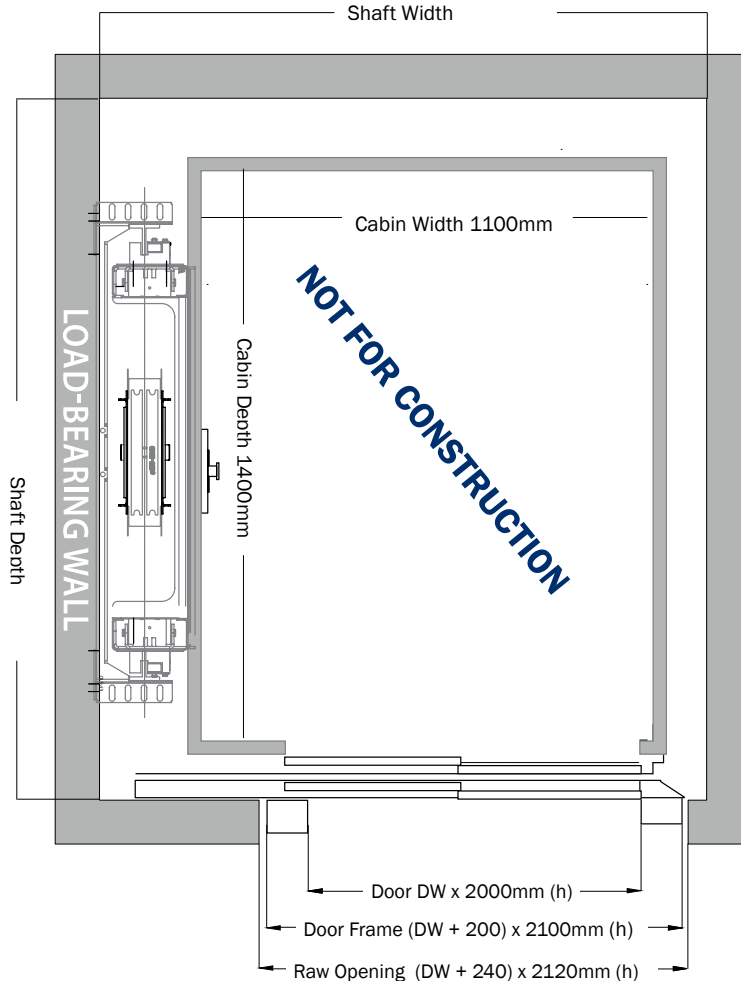 Shaft Width
Cabin Width 1100mm
NOT FOR CONSTRUCTION
LOAD-BEARING WALL
Cabin Depth 1400mm
Shaft Depth
Door DW x 2000mm (h)
Door Frame (DW + 200) x 2100mm (h)
Raw Opening (DW + 240) x 2120mm (h)